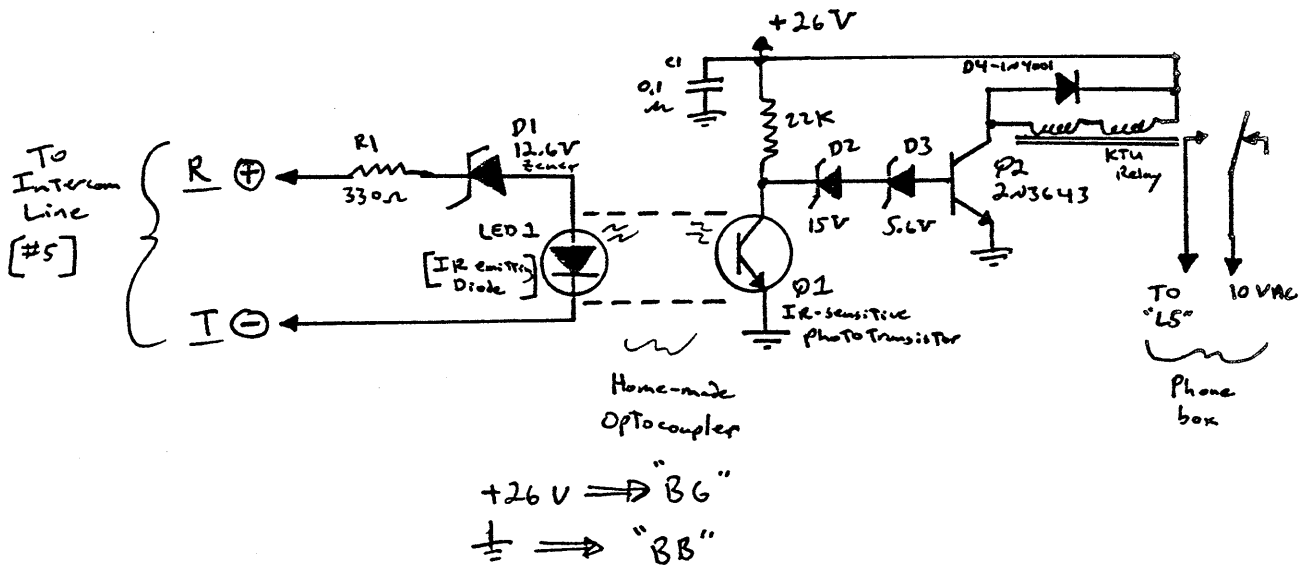 +26V
C1
0.1
µ
22K
D4-1N4001
KTU
Relay
Q2
2N3643
D2
15V
D3
5.6V
To
Intercom
Line
[#5]
R +
R1
330Ω
D1
12.6V
Zener
LED1
[IR emitting
Diode]
T -
Q1
IR-sensitive
phototransistor
To
"L5"
10 VAC
Phone
box
Home-made
Optocoupler
+26V ⇒ "BG"
⇒ "BB"